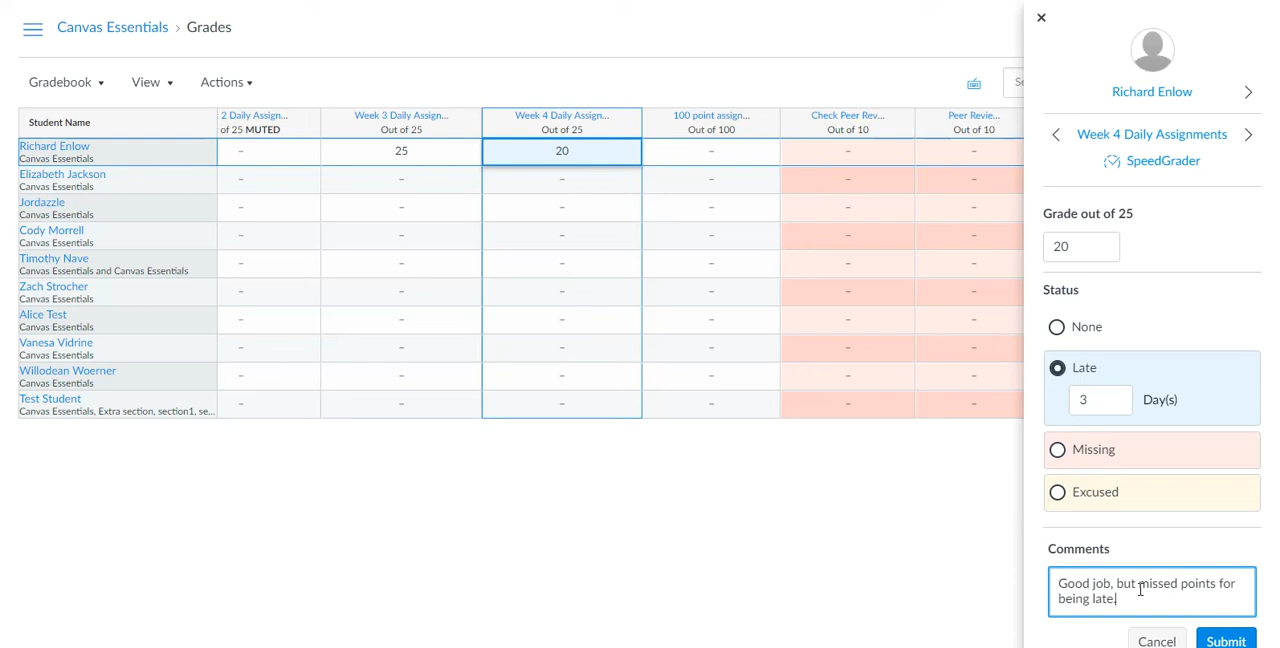 Canvas Essentials › Grades
Gradebook ▾ View ▾ Actions ▾
Se
Student Name
2 Daily Assign... Week 3 Daily Assign... Week 4 Daily Assign... 100 point assign... Check Peer Rev... Peer Revie...
of 25 MUTED Out of 25 Out of 25 Out of 100 Out of 10 Out of 10
Richard Enlow – 25 20 – – –
Canvas Essentials
Elizabeth Jackson – – – – – –
Canvas Essentials
Jordazzle – – – – – –
Canvas Essentials
Cody Morrell – – – – – –
Canvas Essentials
Timothy Nave – – – – – –
Canvas Essentials and Canvas Essentials
Zach Strocher – – – – – –
Canvas Essentials
Alice Test – – – – – –
Canvas Essentials
Vanesa Vidrine – – – – – –
Canvas Essentials
Willodean Woerner – – – – – –
Canvas Essentials
Test Student – – – – – –
Canvas Essentials, Extra section, section1, se...
Richard Enlow
Week 4 Daily Assignments
SpeedGrader
Grade out of 25
20
Status
None
Late
3 Day(s)
Missing
Excused
Comments
Good job, but missed points for
being late.
Cancel Submit